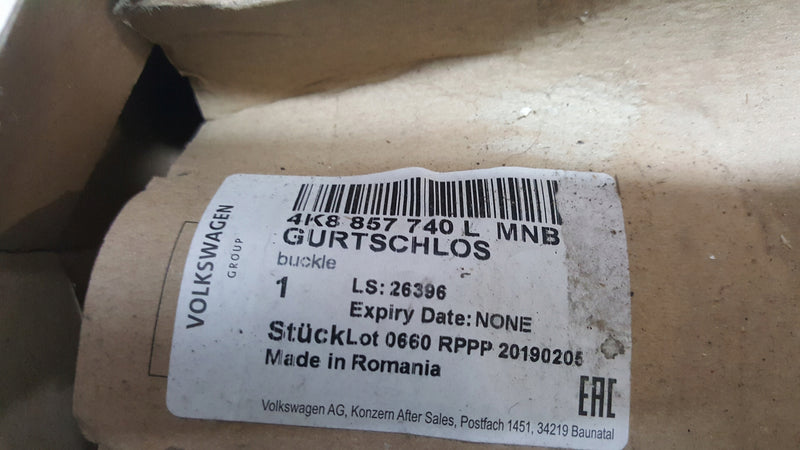 VOLKSWAGEN
GROUP
4K8 857 740 L MNB
GURTSCHLOS
buckle
1 LS: 26396
Expiry Date: NONE
Stück Lot 0660 RPPP 20190205
Made in Romania
EAC
Volkswagen AG, Konzern After Sales, Postfach 1451, 34219 Baunatal